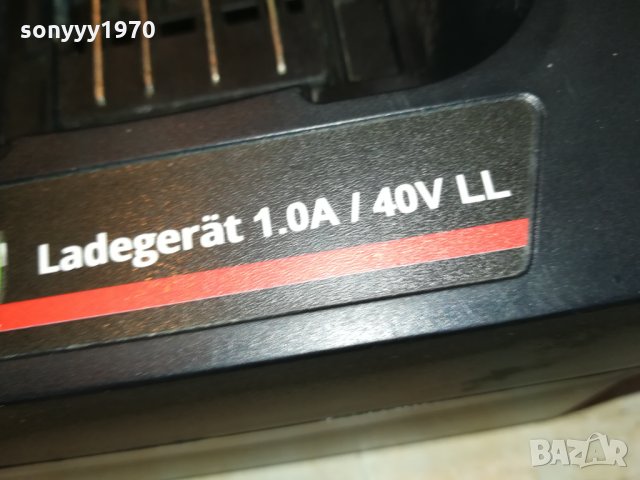 sonyyy1970
Ladegerät 1.0A / 40V LL
BAZAR